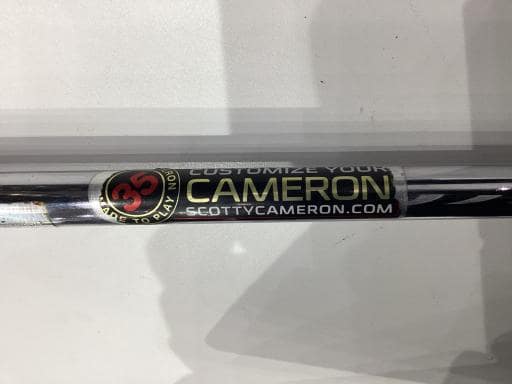 CUSTOMIZE YOUR
35
CAMERON
SCOTTYCAMERON.COM
MADE TO PLAY NOW